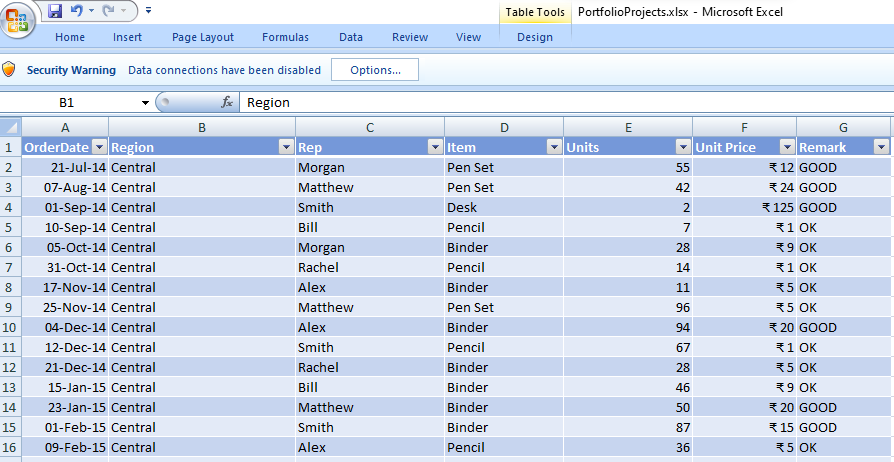 Table Tools PortfolioProjects.xlsx - Microsoft Excel
Home Insert Page Layout Formulas Data Review View Design
Security Warning Data connections have been disabled Options...
B1 fx Region
A B C D E F G
1 OrderDate Region Rep Item Units Unit Price Remark
2 21-Jul-14 Central Morgan Pen Set 55 ₹ 12 GOOD
3 07-Aug-14 Central Matthew Pen Set 42 ₹ 24 GOOD
4 01-Sep-14 Central Smith Desk 2 ₹ 125 GOOD
5 10-Sep-14 Central Bill Pencil 7 ₹ 1 OK
6 05-Oct-14 Central Morgan Binder 28 ₹ 9 OK
7 31-Oct-14 Central Rachel Pencil 14 ₹ 1 OK
8 17-Nov-14 Central Alex Binder 11 ₹ 5 OK
9 25-Nov-14 Central Matthew Pen Set 96 ₹ 5 OK
10 04-Dec-14 Central Alex Binder 94 ₹ 20 GOOD
11 12-Dec-14 Central Smith Pencil 67 ₹ 1 OK
12 21-Dec-14 Central Rachel Binder 28 ₹ 5 OK
13 15-Jan-15 Central Bill Binder 46 ₹ 9 OK
14 23-Jan-15 Central Matthew Binder 50 ₹ 20 GOOD
15 01-Feb-15 Central Smith Binder 87 ₹ 15 GOOD
16 09-Feb-15 Central Alex Pencil 36 ₹ 5 OK